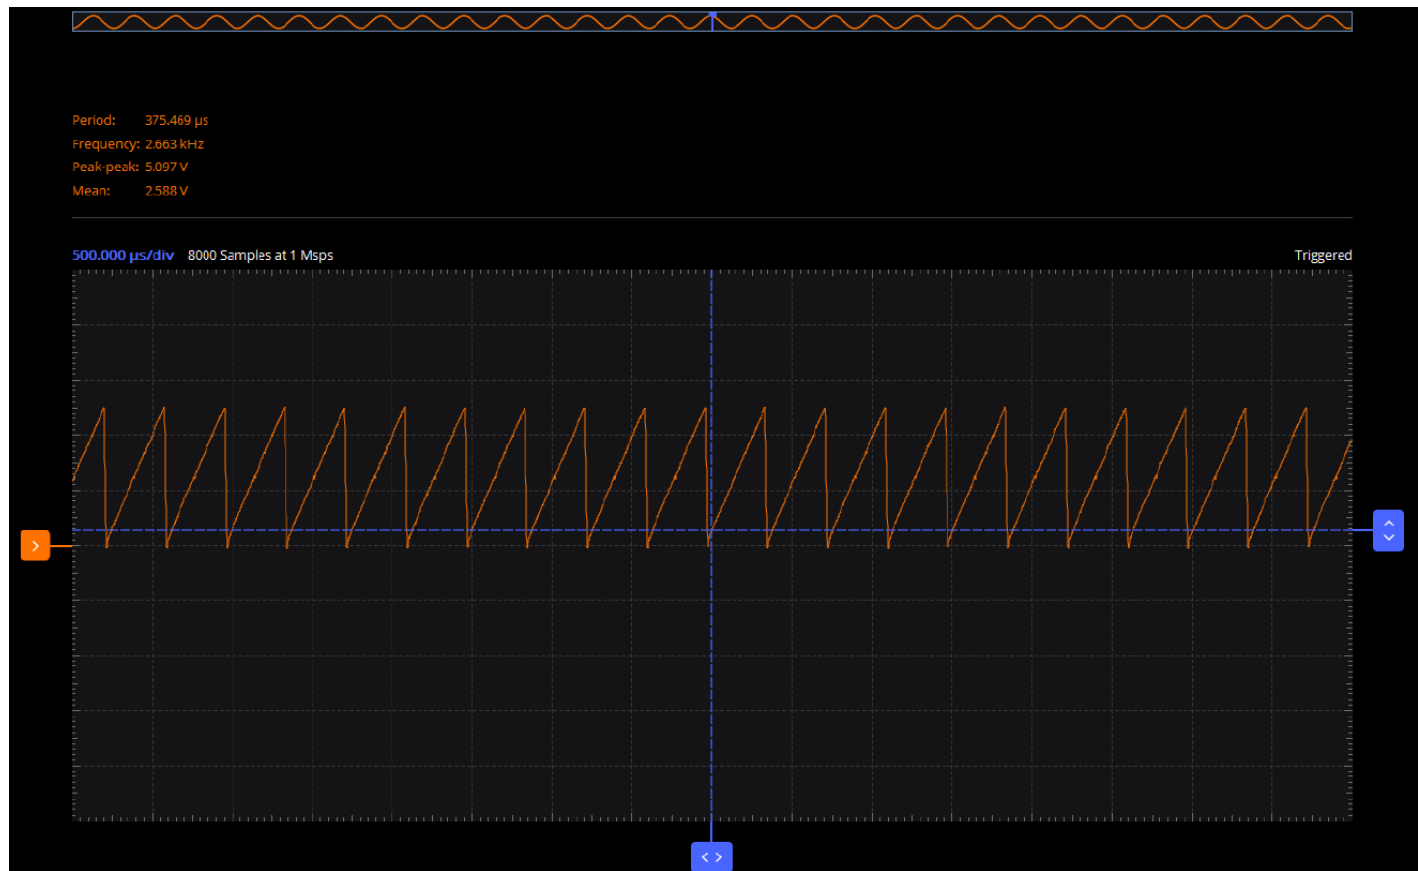 Period: 375.469 µs
Frequency: 2.663 kHz
Peak-peak: 5.097 V
Mean: 2.588 V
500.000 µs/div 8000 Samples at 1 Msps Triggered